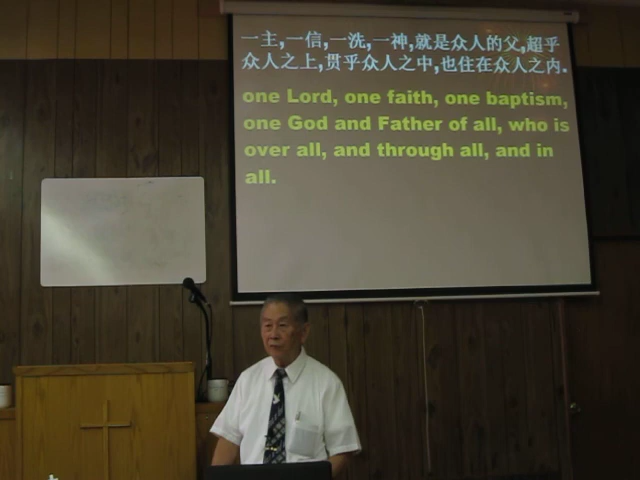 一主,一信,一洗,一神,就是众人的父,超乎
众人之上,贯乎众人之中,也住在众人之内.
one Lord, one faith, one baptism,
one God and Father of all, who is
over all, and through all, and in
all.